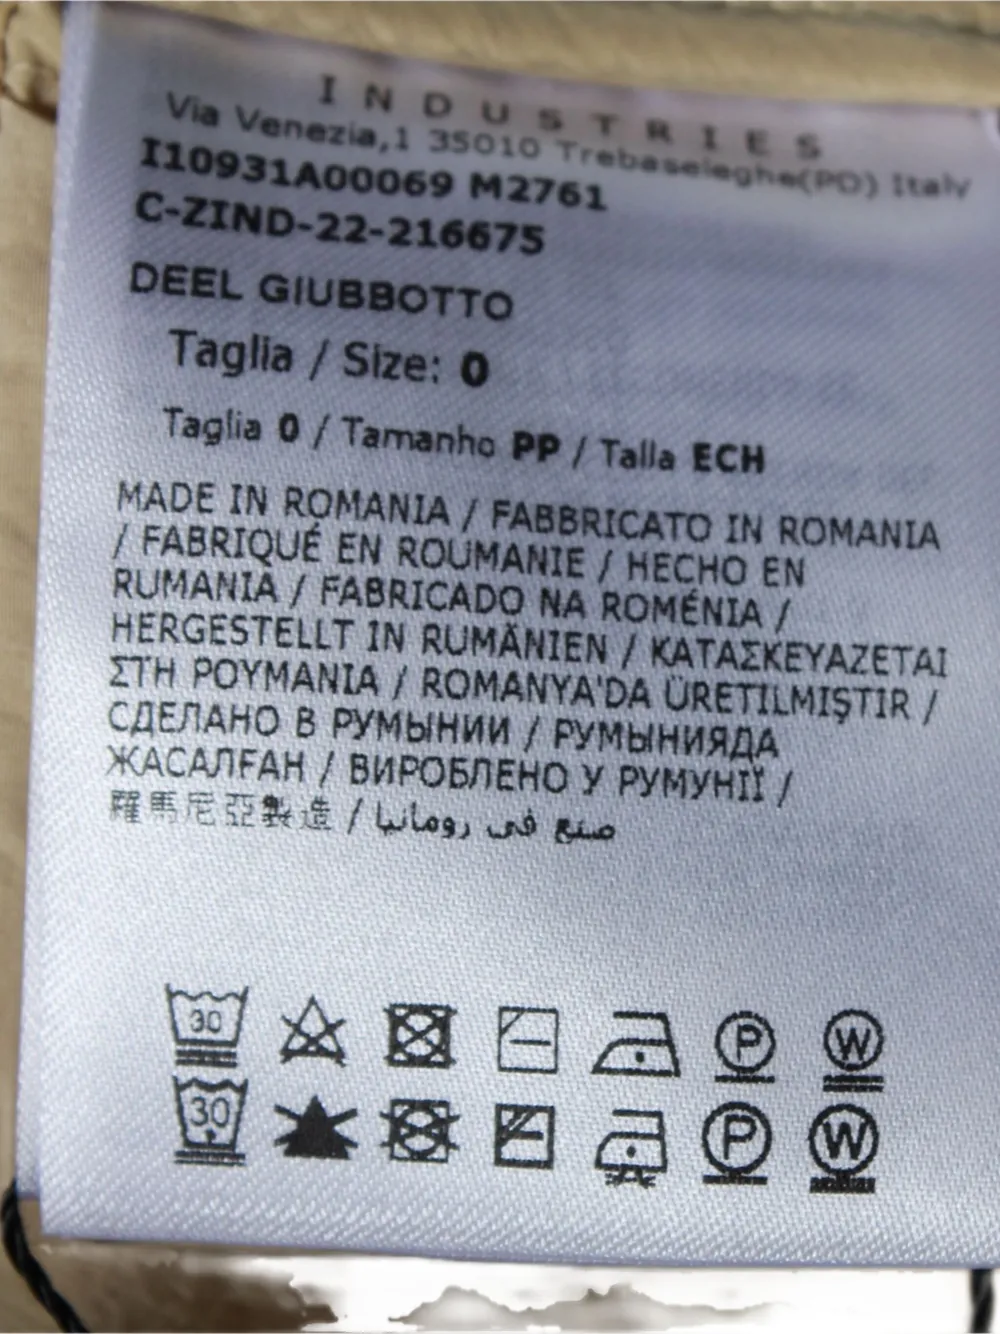 INDUSTRIES
Via Venezia,1 35010 Trebaseleghe(PD) Italy
I10931A00069 M2761
C-ZIND-22-216675
DEEL GIUBBOTTO
Taglia / Size: 0
Taglia 0 / Tamanho PP / Talla ECH
MADE IN ROMANIA / FABBRICATO IN ROMANIA
/ FABRIQUÉ EN ROUMANIE / HECHO EN
RUMANIA / FABRICADO NA ROMÉNIA /
HERGESTELLT IN RUMÄNIEN / ΚΑΤΑΣΚΕΥΑΖΕΤΑΙ
ΣΤΗ ΡΟΥΜΑΝΙΑ / ROMANYA'DA ÜRETILMIŞTIR /
СДЕЛАНО В РУМЫНИИ / РУМЫНИЯДА
ЖАСАЛҒАН / ВИРОБЛЕНО У РУМУНІЇ /
羅馬尼亞製造 / صنع في رومانيا
30 P W
30 P W